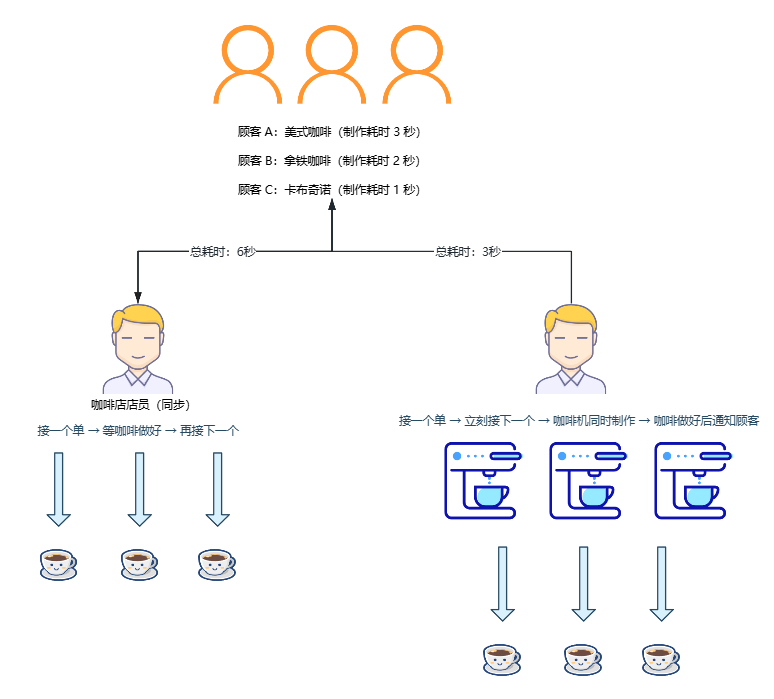 顾客 A：美式咖啡（制作耗时 3 秒）
顾客 B：拿铁咖啡（制作耗时 2 秒）
顾客 C：卡布奇诺（制作耗时 1 秒）
总耗时：6秒
总耗时：3秒
咖啡店店员（同步）
接一个单 → 等咖啡做好 → 再接下一个
接一个单 → 立刻接下一个 → 咖啡机同时制作 → 咖啡做好后通知顾客